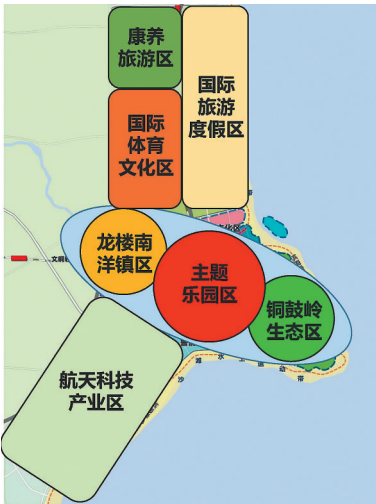 康养
旅游区
国际
旅游
度假区
国际
体育
文化区
龙楼南
洋镇区
主题
乐园区
铜鼓岭
生态区
航天科技
产业区